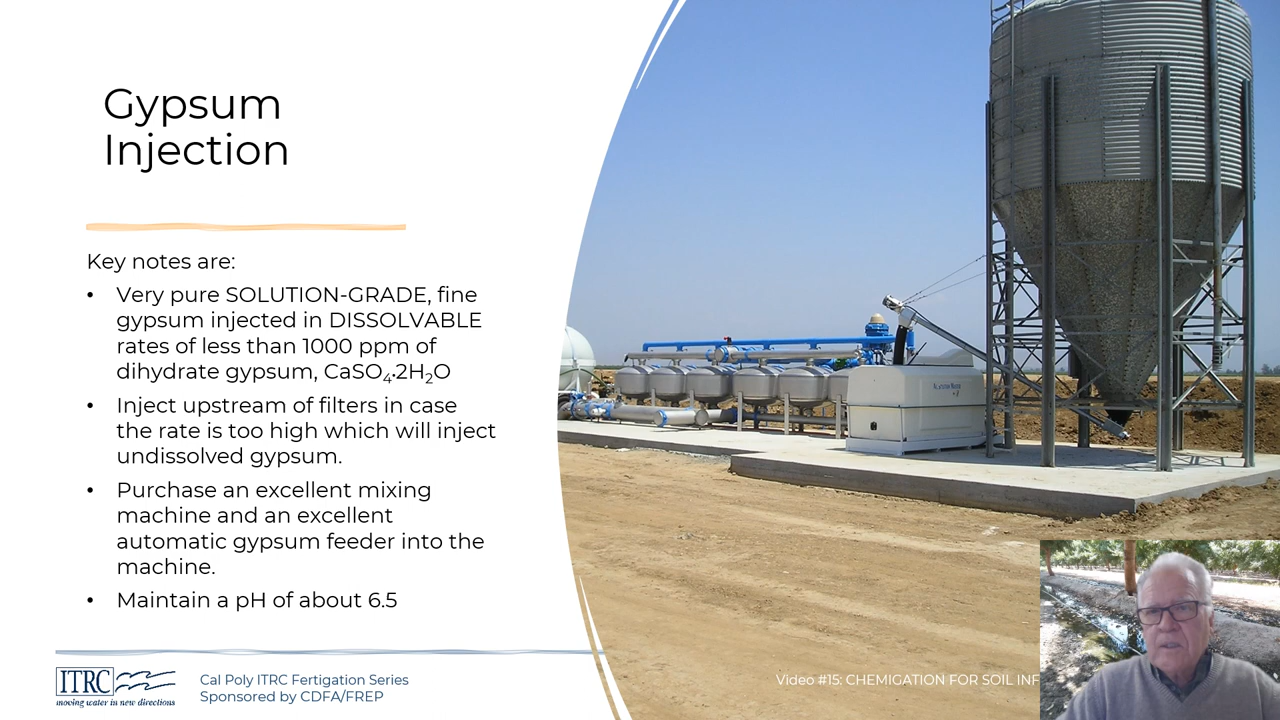 Gypsum
Injection
Key notes are:
• Very pure SOLUTION-GRADE, fine
gypsum injected in DISSOLVABLE
rates of less than 1000 ppm of
dihydrate gypsum, CaSO₄·2H₂O
• Inject upstream of filters in case
the rate is too high which will inject
undissolved gypsum.
• Purchase an excellent mixing
machine and an excellent
automatic gypsum feeder into the
machine.
• Maintain a pH of about 6.5
ITRC
moving water in new directions
Cal Poly ITRC Fertigation Series
Sponsored by CDFA/FREP
Video #15: CHEMIGATION FOR SOIL INF